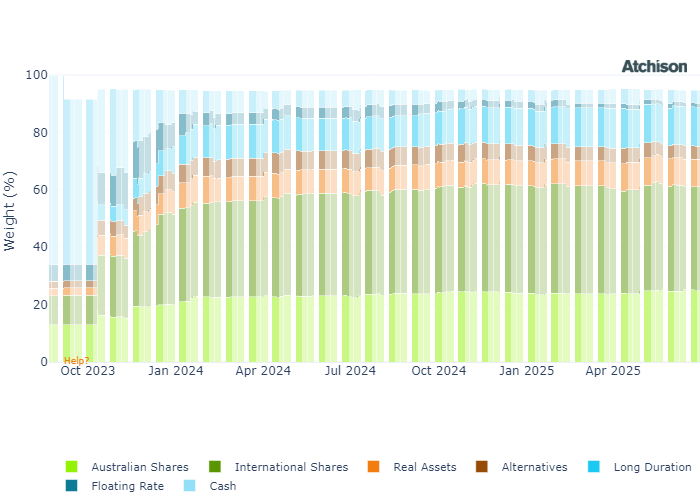 Atchison
100
80
60
40
20
0
Weight (%)
Help?
Oct 2023 Jan 2024 Apr 2024 Jul 2024 Oct 2024 Jan 2025 Apr 2025
Australian Shares International Shares Real Assets Alternatives Long Duration
Floating Rate Cash